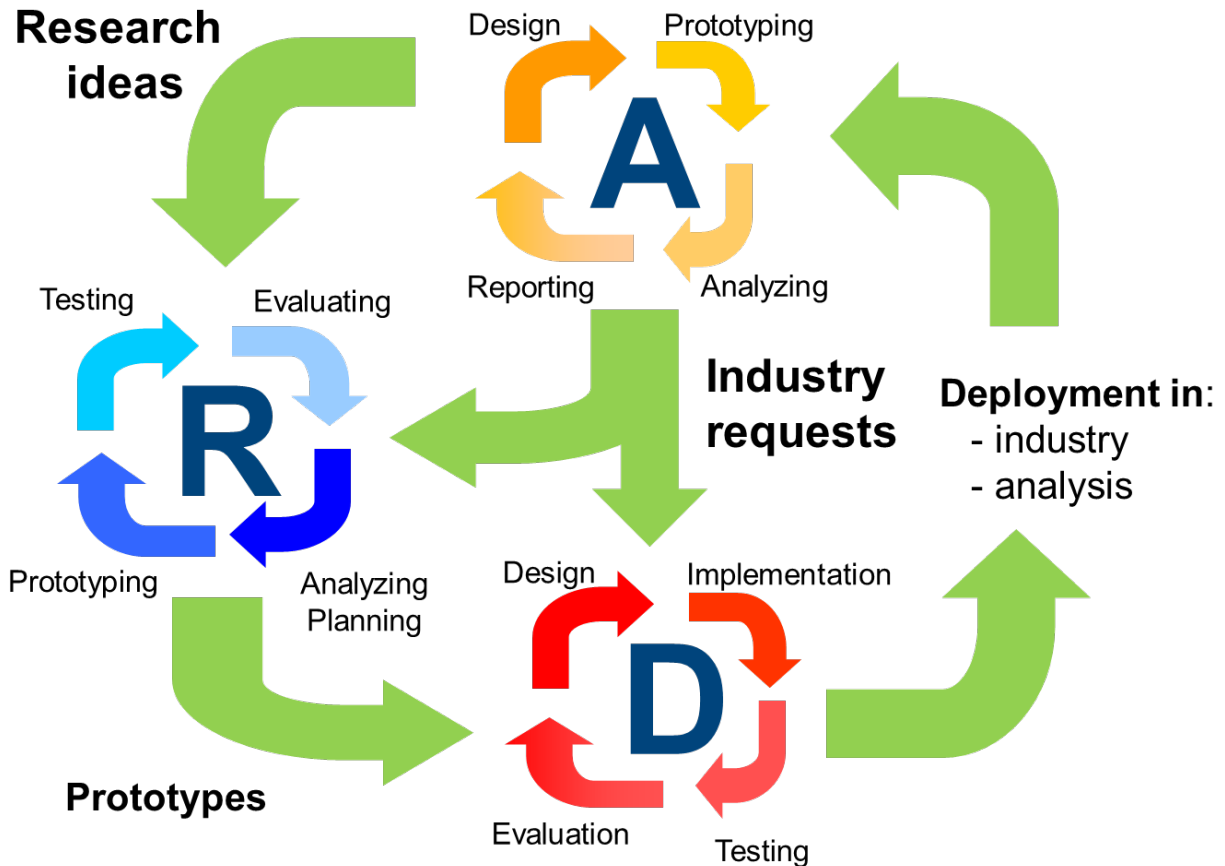 Research
ideas
Design
Prototyping
A
Reporting
Analyzing
Testing
Evaluating
R
Prototyping
Analyzing
Planning
Industry
requests
Deployment in:
- industry
- analysis
Design
Implementation
D
Evaluation
Testing
Prototypes